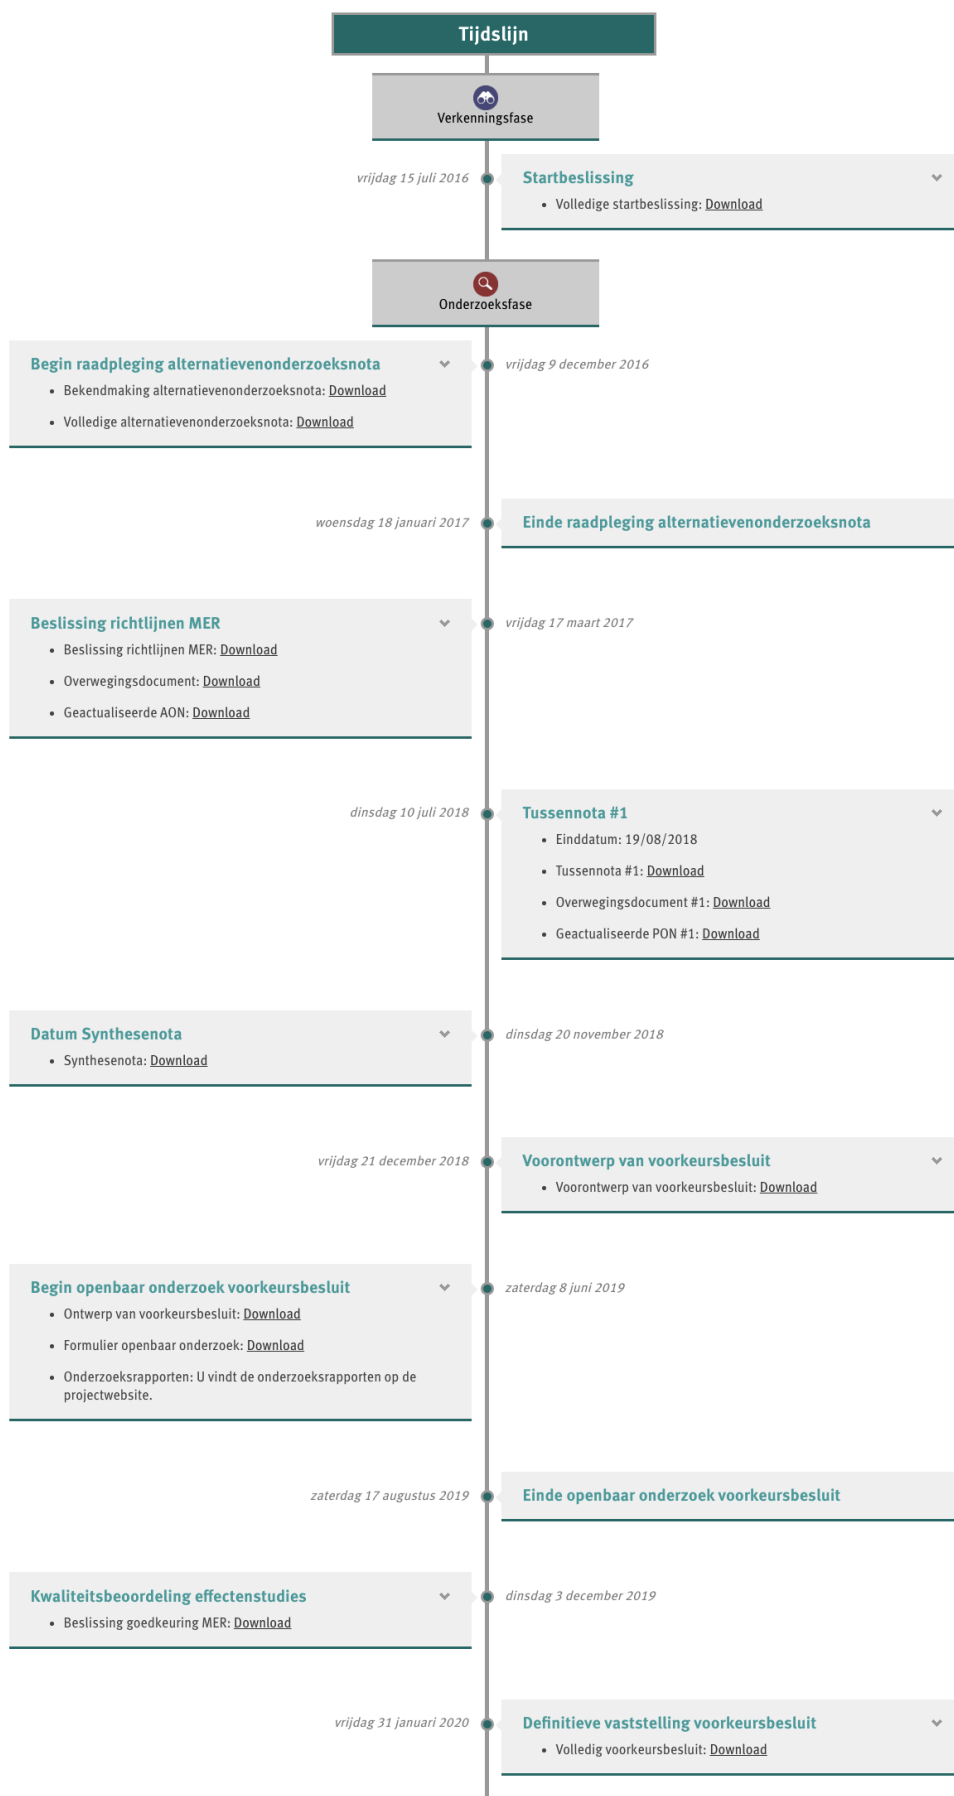 Tijdslijn
Verkenningsfase
vrijdag 15 juli 2016
Startbeslissing
• Volledige startbeslissing: Download
Onderzoeksfase
Begin raadpleging alternatievenonderzoeksnota
vrijdag 9 december 2016
• Bekendmaking alternatievenonderzoeksnota: Download
• Volledige alternatievenonderzoeksnota: Download
woensdag 18 januari 2017
Einde raadpleging alternatievenonderzoeksnota
Beslissing richtlijnen MER
vrijdag 17 maart 2017
• Beslissing richtlijnen MER: Download
• Overwegingsdocument: Download
• Geactualiseerde AON: Download
dinsdag 10 juli 2018
Tussennota #1
• Einddatum: 19/08/2018
• Tussennota #1: Download
• Overwegingsdocument #1: Download
• Geactualiseerde PON #1: Download
Datum Synthesenota
dinsdag 20 november 2018
• Synthesenota: Download
vrijdag 21 december 2018
Voorontwerp van voorkeursbesluit
• Voorontwerp van voorkeursbesluit: Download
Begin openbaar onderzoek voorkeursbesluit
zaterdag 8 juni 2019
• Ontwerp van voorkeursbesluit: Download
• Formulier openbaar onderzoek: Download
• Onderzoeksrapporten: U vindt de onderzoeksrapporten op de
projectwebsite.
zaterdag 17 augustus 2019
Einde openbaar onderzoek voorkeursbesluit
Kwaliteitsbeoordeling effectenstudies
dinsdag 3 december 2019
• Beslissing goedkeuring MER: Download
vrijdag 31 januari 2020
Definitieve vaststelling voorkeursbesluit
• Volledig voorkeursbesluit: Download